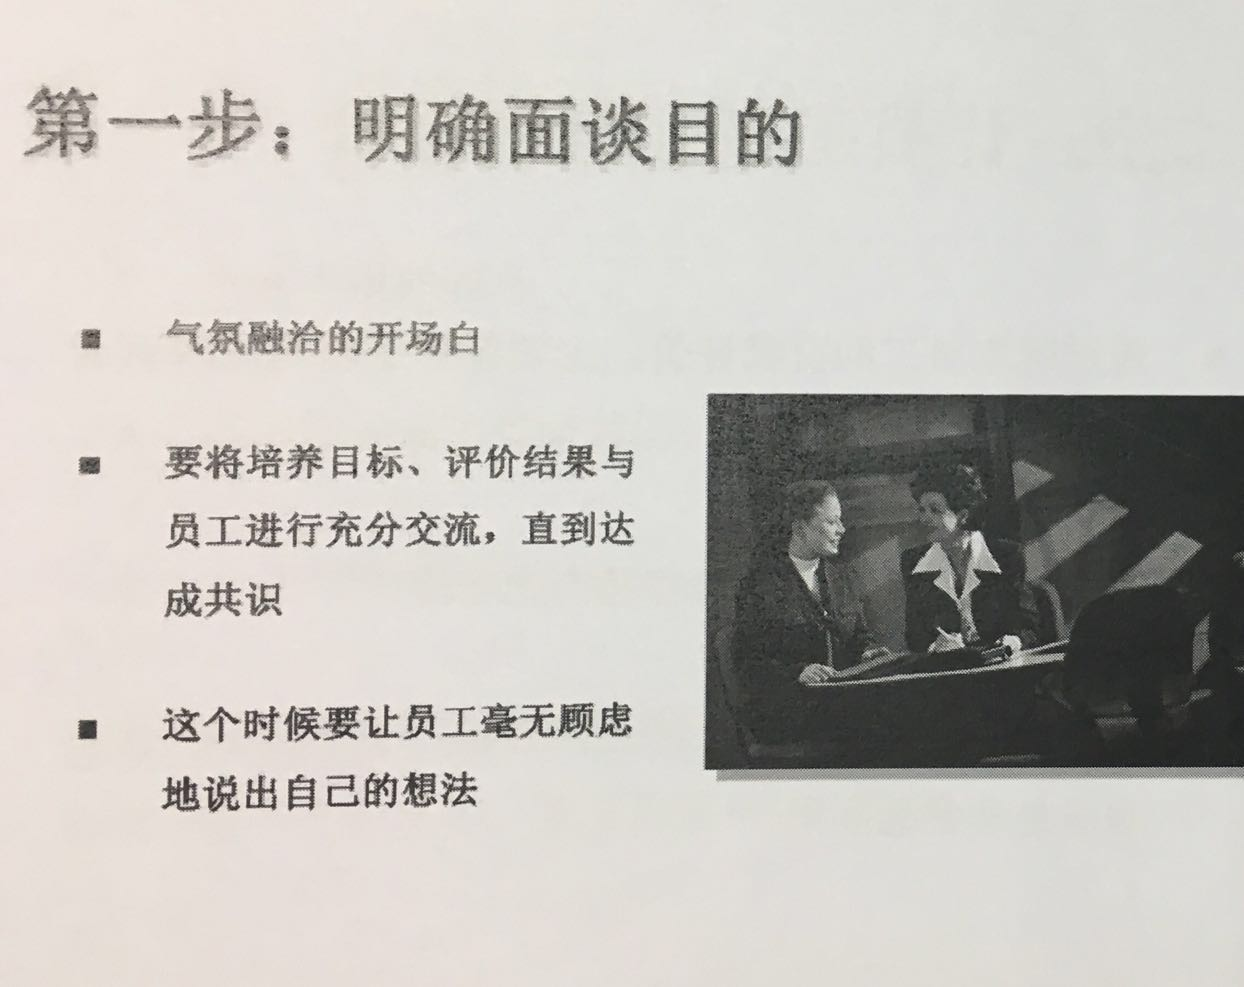 第一步：明确面谈目的
气氛融洽的开场白
要将培养目标、评价结果与
员工进行充分交流，直到达
成共识
这个时候要让员工毫无顾虑
地说出自己的想法